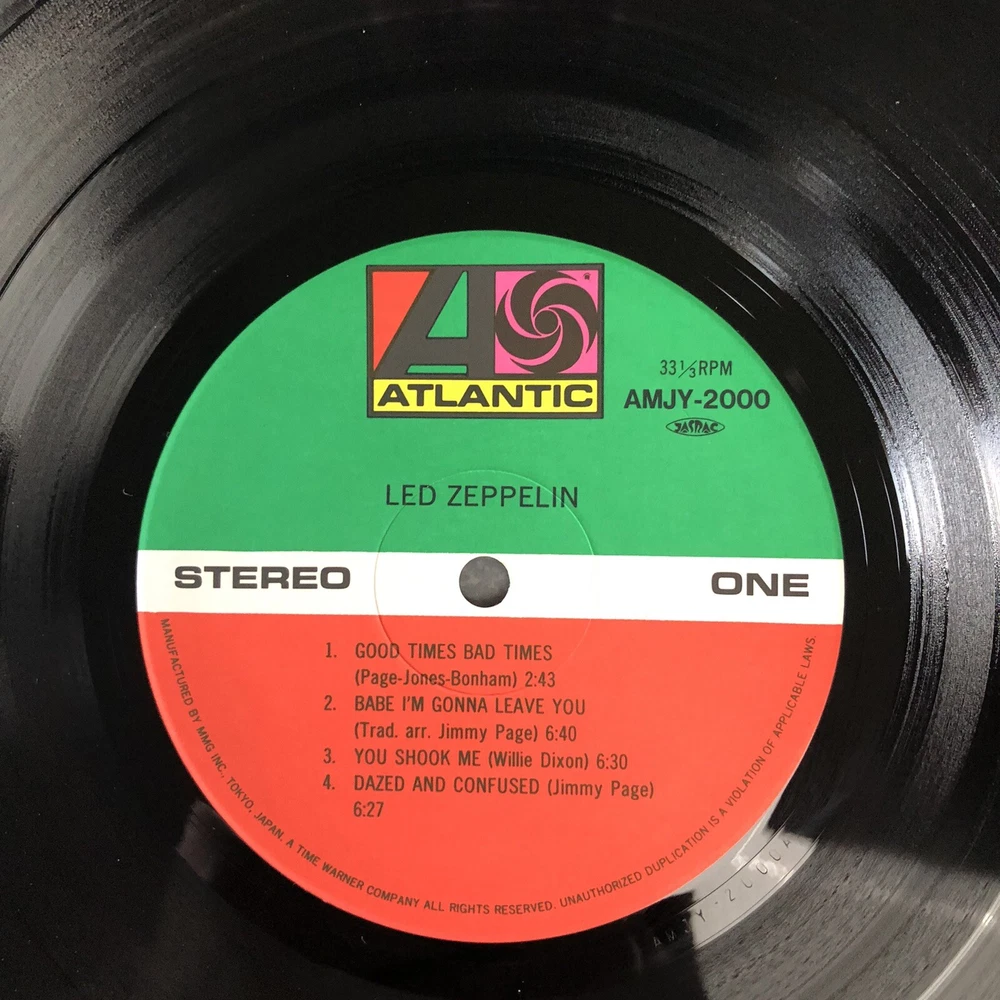 ATLANTIC
33⅓RPM
AMJY-2000
JASRAC
LED ZEPPELIN
STEREO
ONE
1. GOOD TIMES BAD TIMES
(Page-Jones-Bonham) 2:43
2. BABE I'M GONNA LEAVE YOU
(Trad. arr. Jimmy Page) 6:40
3. YOU SHOOK ME (Willie Dixon) 6:30
4. DAZED AND CONFUSED (Jimmy Page)
6:27
MANUFACTURED BY MMG INC. TOKYO, JAPAN. A TIME WARNER COMPANY ALL RIGHTS RESERVED. UNAUTHORIZED DUPLICATION IS A VIOLATION OF APPLICABLE LAWS.
AMJY-2000A